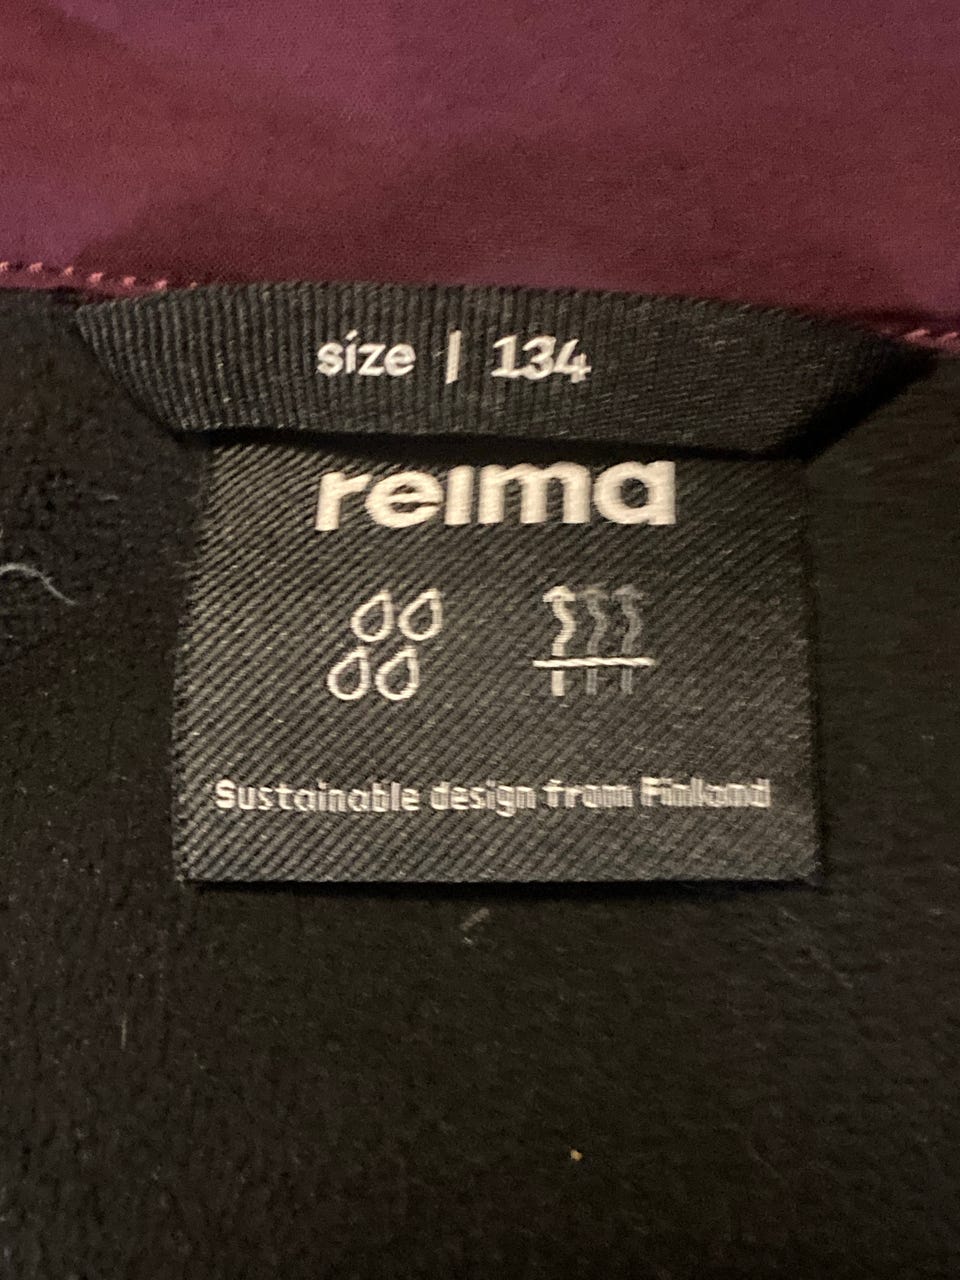 size | 134
reima
Sustainable design from Finland